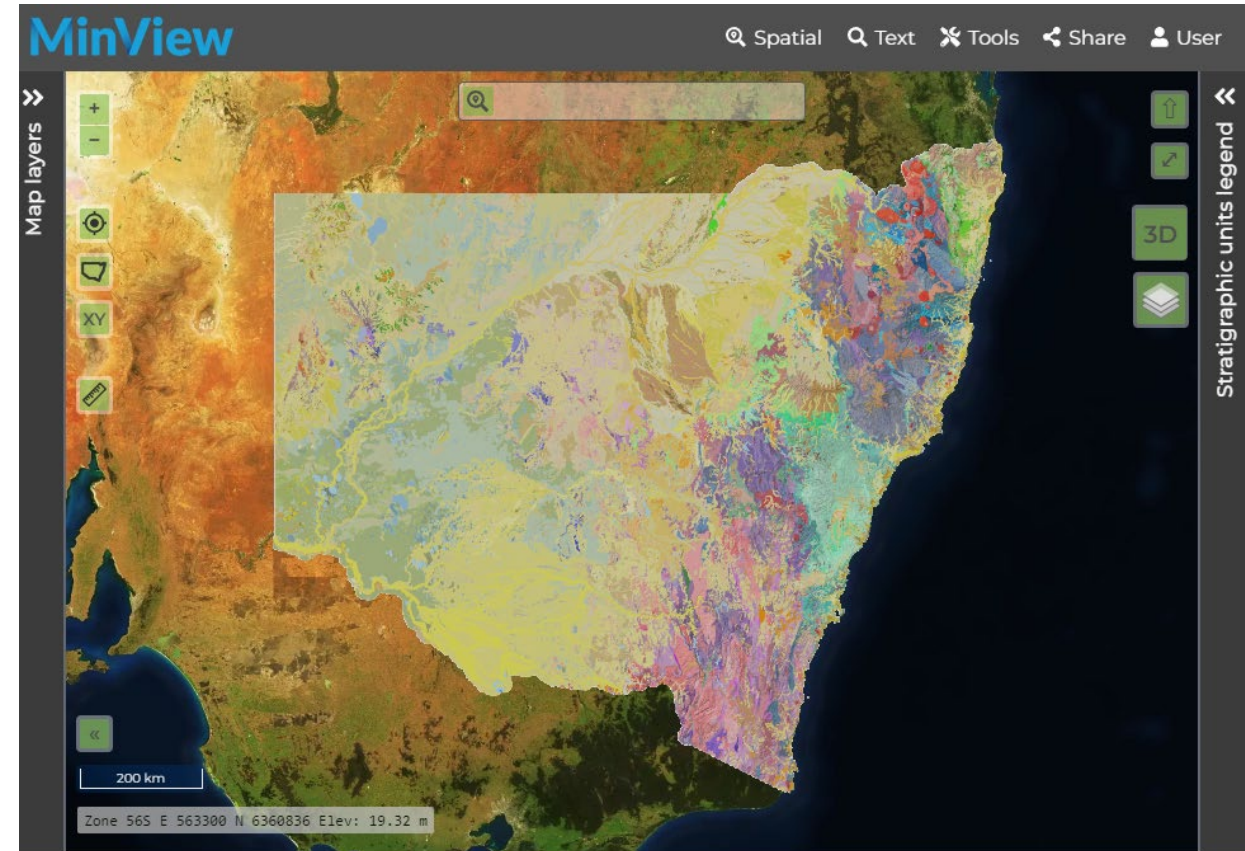 MinView
Spatial
Text
Tools
Share
User
Map layers
+
−
XY
3D
Stratigraphic units legend
200 km
Zone 56S E 563300 N 6360836 Elev: 19.32 m